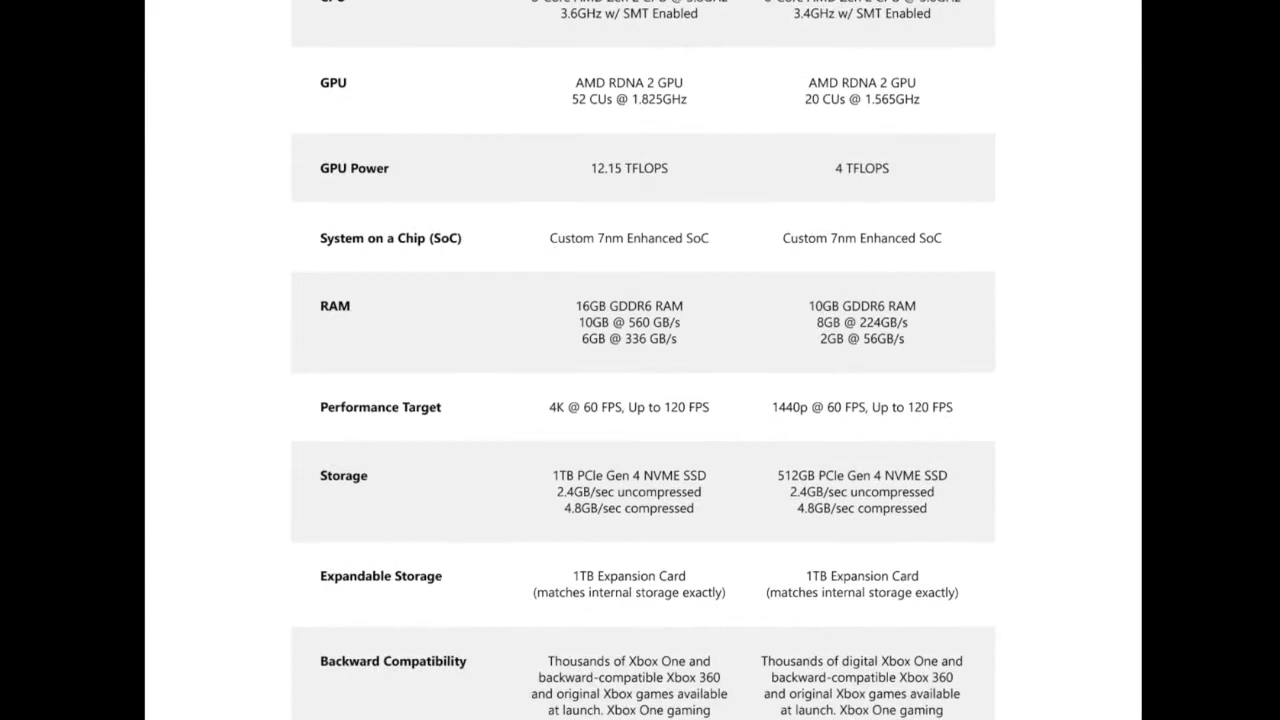 3.6GHz w/ SMT Enabled
3.4GHz w/ SMT Enabled
GPU
AMD RDNA 2 GPU
52 CUs @ 1.825GHz
AMD RDNA 2 GPU
20 CUs @ 1.565GHz
GPU Power
12.15 TFLOPS
4 TFLOPS
System on a Chip (SoC)
Custom 7nm Enhanced SoC
Custom 7nm Enhanced SoC
RAM
16GB GDDR6 RAM
10GB @ 560 GB/s
6GB @ 336 GB/s
10GB GDDR6 RAM
8GB @ 224GB/s
2GB @ 56GB/s
Performance Target
4K @ 60 FPS, Up to 120 FPS
1440p @ 60 FPS, Up to 120 FPS
Storage
1TB PCIe Gen 4 NVME SSD
2.4GB/sec uncompressed
4.8GB/sec compressed
512GB PCIe Gen 4 NVME SSD
2.4GB/sec uncompressed
4.8GB/sec compressed
Expandable Storage
1TB Expansion Card
(matches internal storage exactly)
1TB Expansion Card
(matches internal storage exactly)
Backward Compatibility
Thousands of Xbox One and
backward-compatible Xbox 360
and original Xbox games available
at launch. Xbox One gaming
Thousands of digital Xbox One and
backward-compatible Xbox 360
and original Xbox games available
at launch. Xbox One gaming